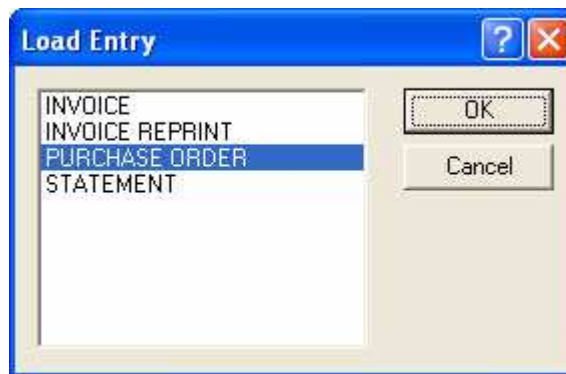 Load Entry
?
INVOICE
INVOICE REPRINT
PURCHASE ORDER
STATEMENT
OK
Cancel